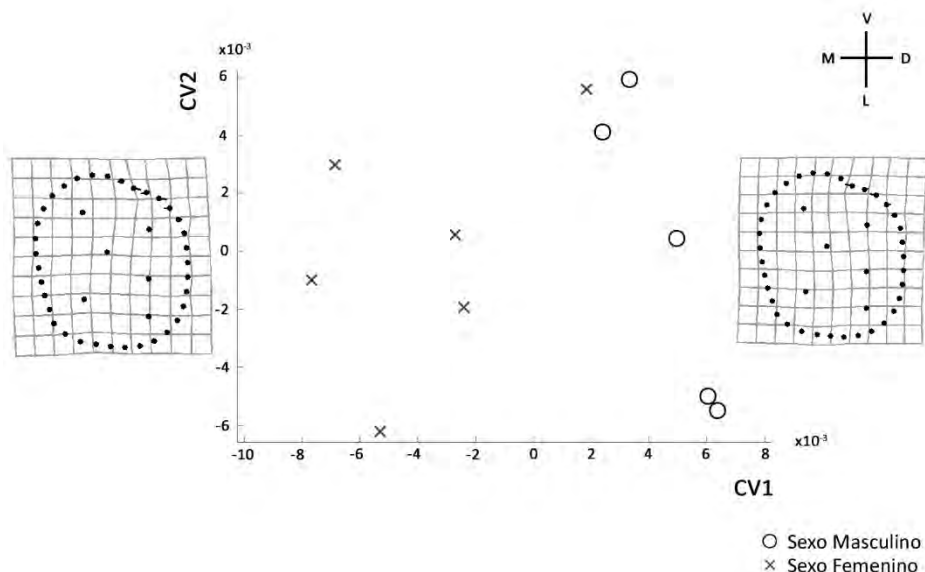 x10⁻³
CV2
6
4
2
0
-2
-4
-6
-10 -8 -6 -4 -2 0 4 4 6 8
x10⁻³
CV1
V
M D
L
Sexo Masculino
Sexo Femenino